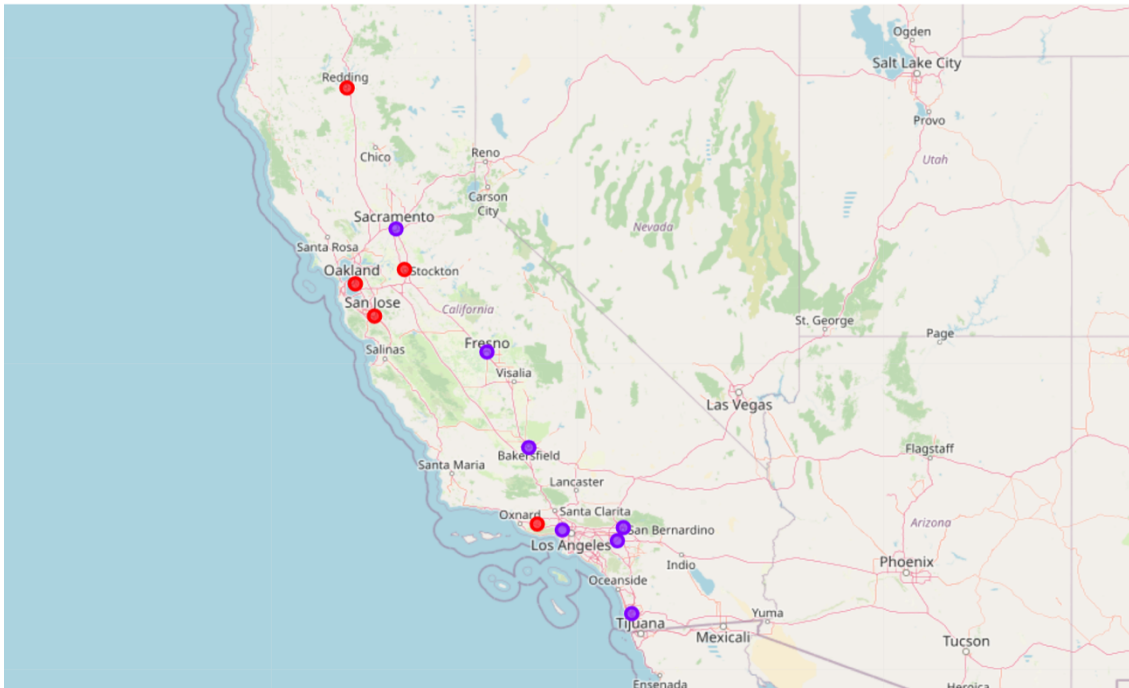 Ogden
Salt Lake City
Redding
Provo
Chico
Reno
Utah
Carson
City
Sacramento
Nevada
Santa Rosa
Oakland
Stockton
San Jose
California
St. George
Page
Salinas
Fresno
Visalia
Las Vegas
Flagstaff
Bakersfield
Santa Maria
Lancaster
Oxnard
Santa Clarita
San Bernardino
Arizona
Los Angeles
Indio
Phoenix
Oceanside
Yuma
Tijuana
Mexicali
Tucson
Ensenada
Heroica